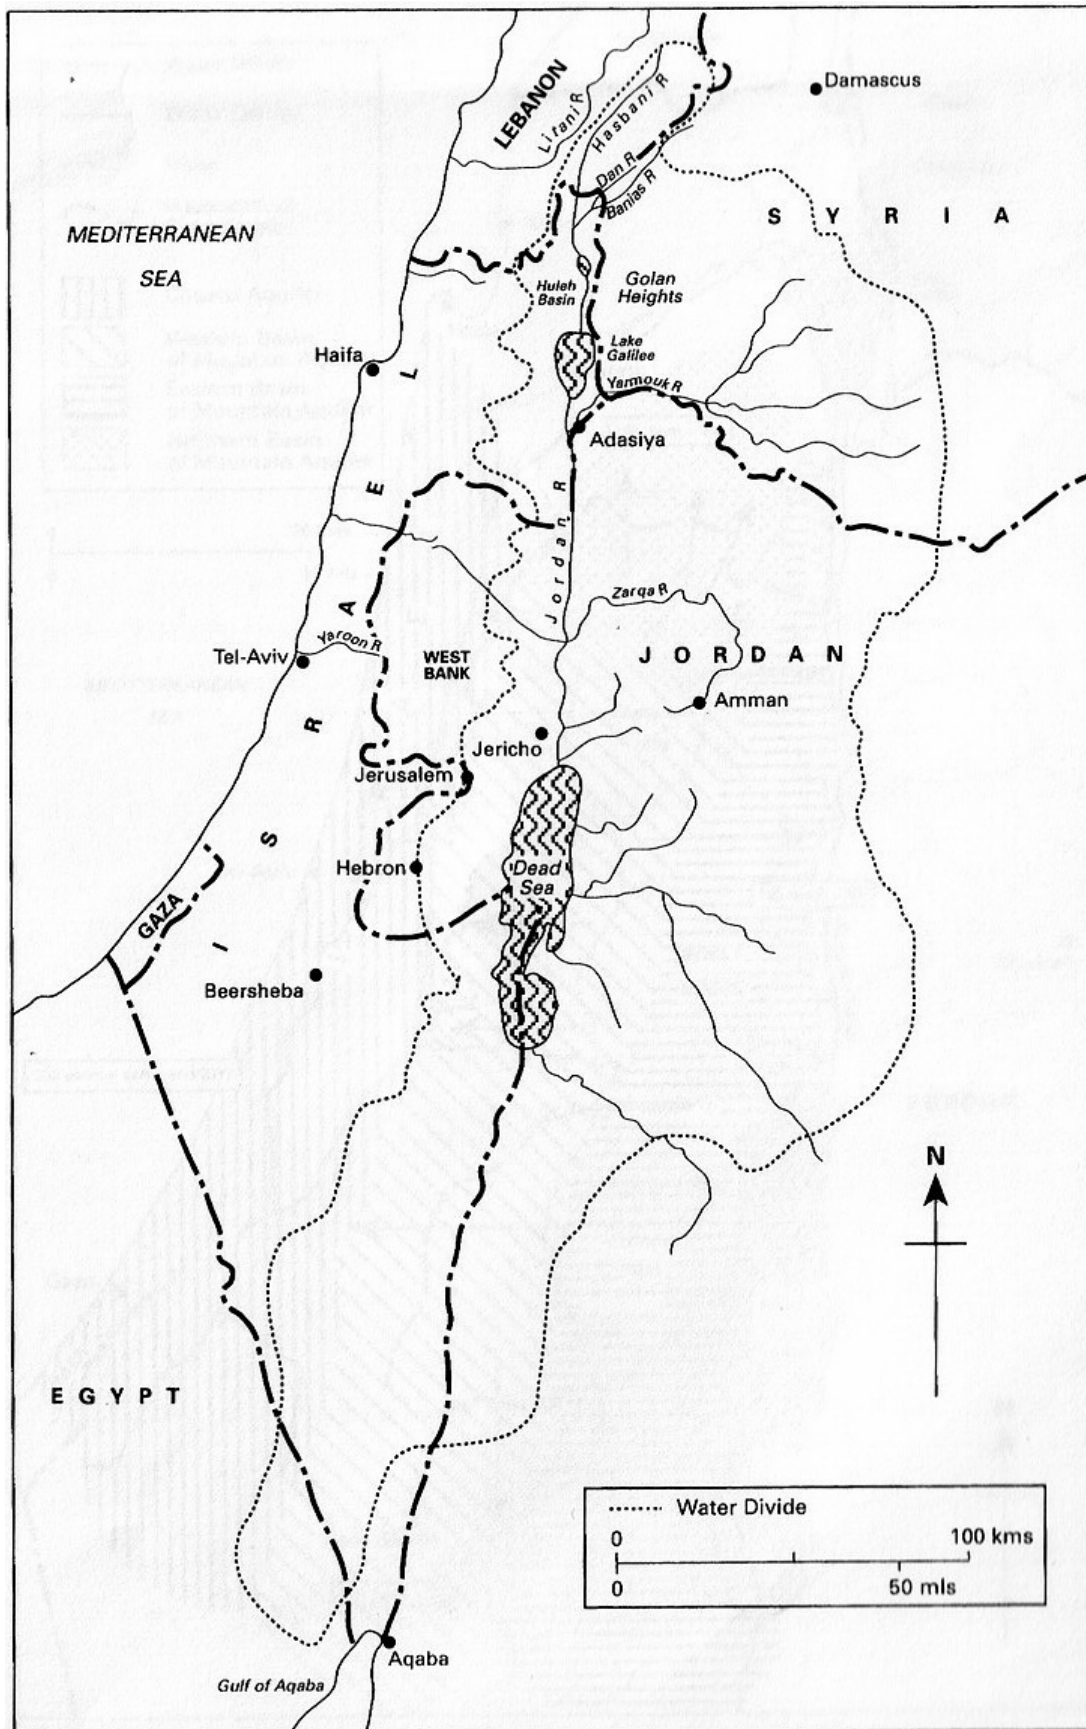 Damascus
LEBANON
Litani R
Hasbani R
Dan R
Banias R
S Y R I A
MEDITERRANEAN
SEA
Huleh
Basin
Golan
Heights
Haifa
Lake
Galilee
Yarmouk R
Adasiya
I S R A E L
Jordan R
Zarqa R
Yaroon R
Tel-Aviv
WEST
BANK
J O R D A N
Amman
Jericho
Jerusalem
Hebron
Dead
Sea
GAZA
Beersheba
N
E G Y P T
Water Divide
0 100 kms
0 50 mls
Aqaba
Gulf of Aqaba